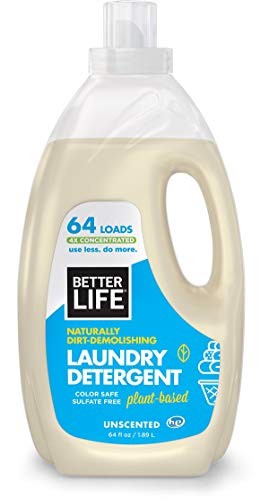 64 LOADS
4X CONCENTRATED
use less. do more.
BETTER
LIFE
NATURALLY
DIRT-DEMOLISHING
LAUNDRY
DETERGENT
COLOR SAFE
SULFATE FREE
plant-based
UNSCENTED
he
64 fl oz / 1.89 L